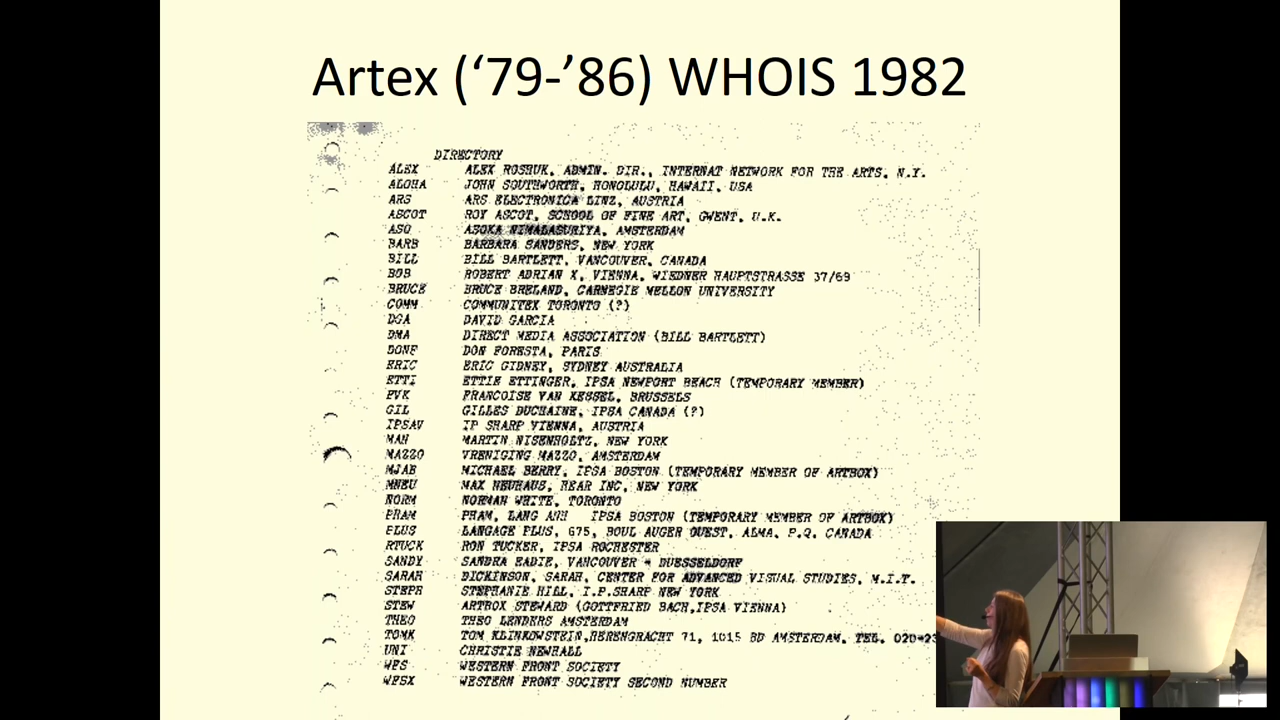 Artex (‘79-’86) WHOIS 1982
DIRECTORY
ALEX ALEX ROSHUK, ADMIN. DIR., INTERNAT NETWORK FOR THE ARTS, N.Y.
ALOHA JOHN SOUTHWORTH, HONOLULU, HAWAII, USA
ARS ARS ELECTRONICA LINZ, AUSTRIA
ASCOT ROY ASCOT, SCHOOL OF FINE ART, GWENT, U.K.
ASO ASOKA NIMALASURIYA, AMSTERDAM
BARB BARBARA SANDERS, NEW YORK
BILL BILL BARTLETT, VANCOUVER, CANADA
BOB ROBERT ADRIAN X, VIENNA, WIEDNER HAUPTSTRASSE 37/69
BRUCE BRUCE BRELAND, CARNEGIE MELLON UNIVERSITY
COMM COMMUNITEX TORONTO (?)
DGA DAVID GARCIA
DMA DIRECT MEDIA ASSOCIATION (BILL BARTLETT)
DONF DON FORESTA, PARIS
ERIC ERIC GIDNEY, SYDNEY AUSTRALIA
ETTI ETTIE ETTINGER, IPSA NEWPORT BEACH (TEMPORARY MEMBER)
FVK FRANCOISE VAN KESSEL, BRUSSELS
GIL GILLES DUCHAINE, IPSA CANADA (?)
IPSAV IP SHARP VIENNA, AUSTRIA
MAN MARTIN NISENHOLTZ, NEW YORK
MAZZO VRENIGING MAZZO, AMSTERDAM
MJAB MICHAEL BERRY, IPSA BOSTON (TEMPORARY MEMBER OF ARTBOX)
MNEU MAX NEUHAUS, HEAR INC, NEW YORK
NORM NORMAN WHITE, TORONTO
PHAM PHAM, LANG ANH IPSA BOSTON (TEMPORARY MEMBER OF ARTBOX)
PLUS LANGAGE PLUS, 675, BOUL AUGER OUEST, ALMA, P.Q. CANADA
RTUCK RON TUCKER, IPSA ROCHESTER
SANDY SANDRA EADIE, VANCOUVER - DUESSELDORF
SARAH DICKINSON, SARAH, CENTER FOR ADVANCED VISUAL STUDIES, M.I.T.
STEPH STEPHANIE HILL, I.P.SHARP NEW YORK
STEW ARTBOX STEWARD (GOTTFRIED BACH,IPSA VIENNA)
THEO THEO LENDERS AMSTERDAM
TOMK TOM KLINKOWSTEIN,HERENGRACHT 71, 1015 BD AMSTERDAM. TEL. 020-23
UNI CHRISTIE NEWHALL
WFS WESTERN FRONT SOCIETY
WFSX WESTERN FRONT SOCIETY SECOND NUMBER